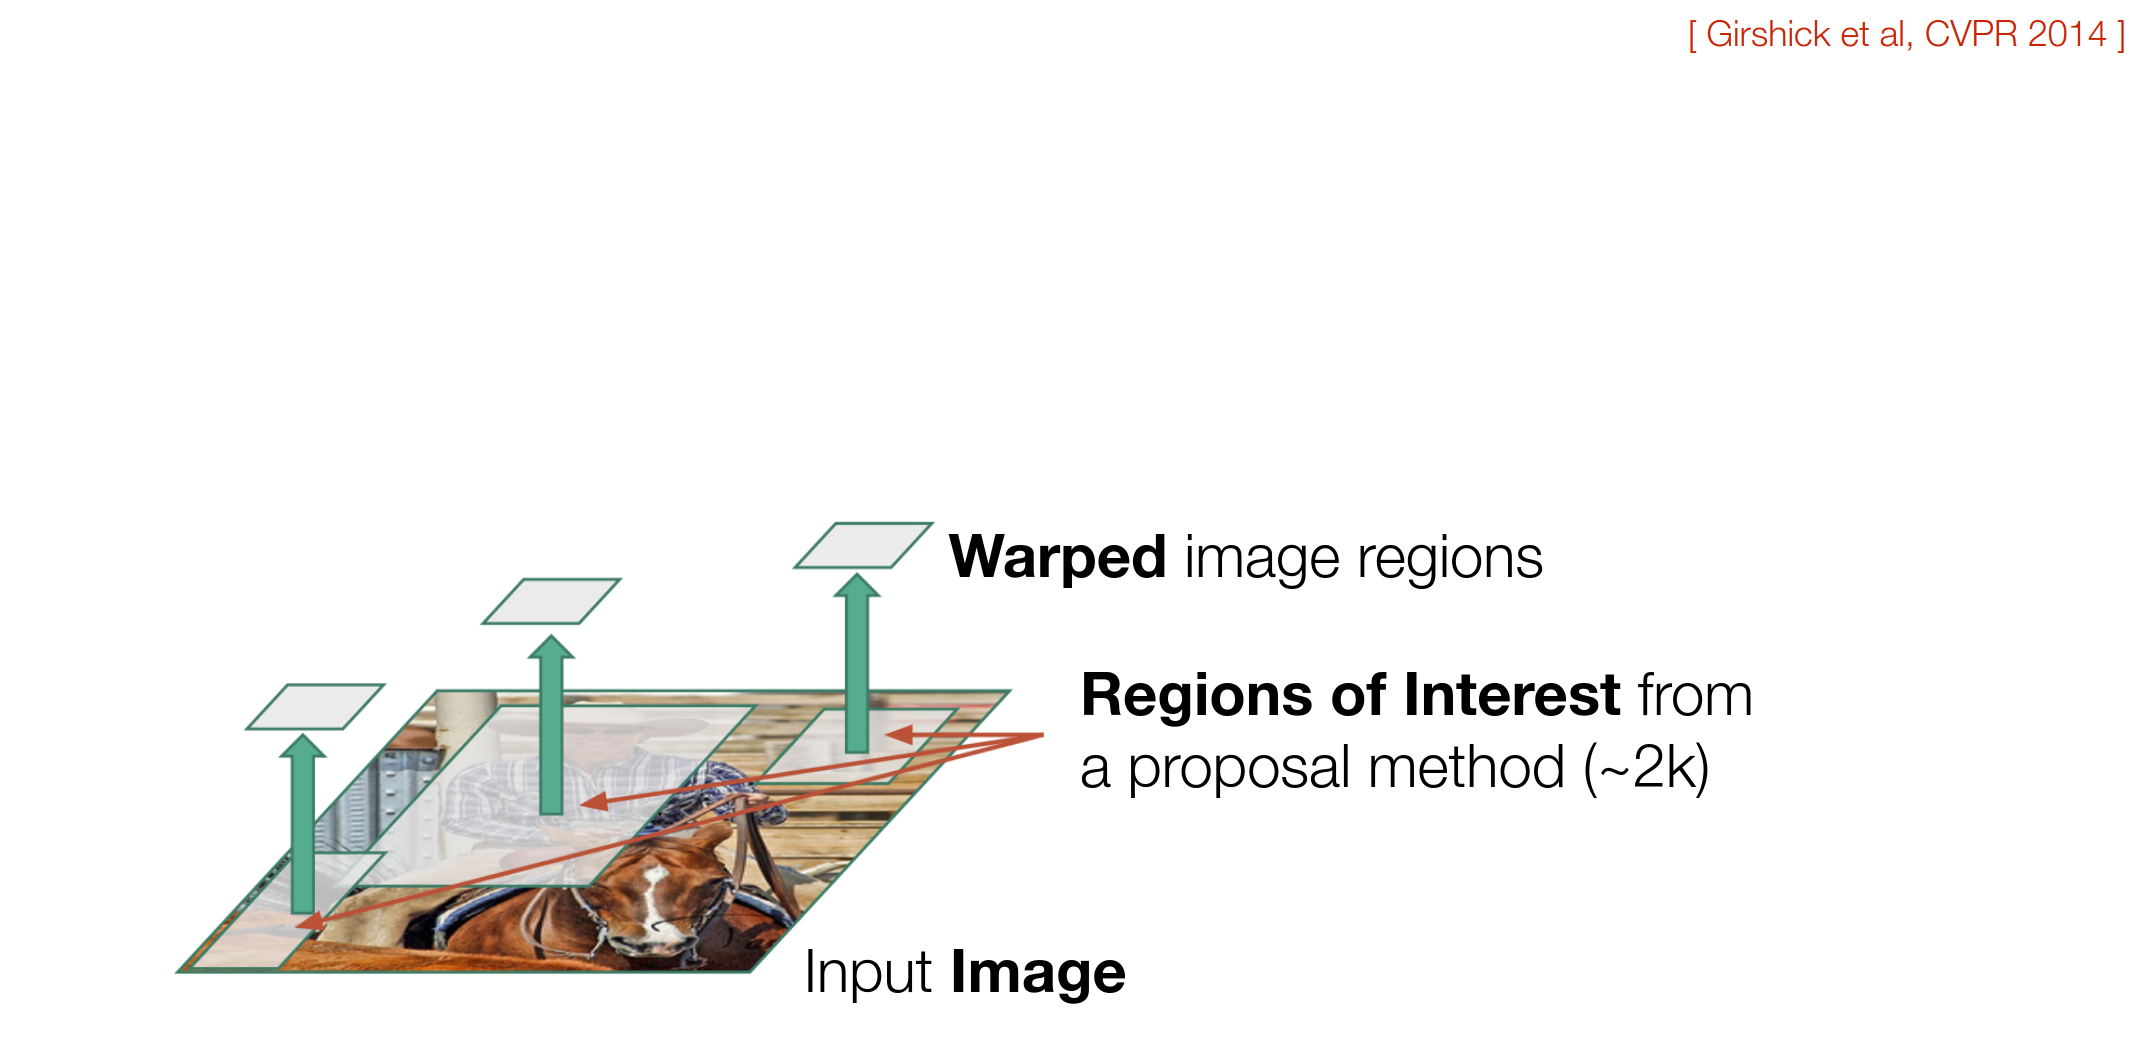 [ Girshick et al, CVPR 2014 ]
Warped image regions
Regions of Interest from
a proposal method (~2k)
Input Image